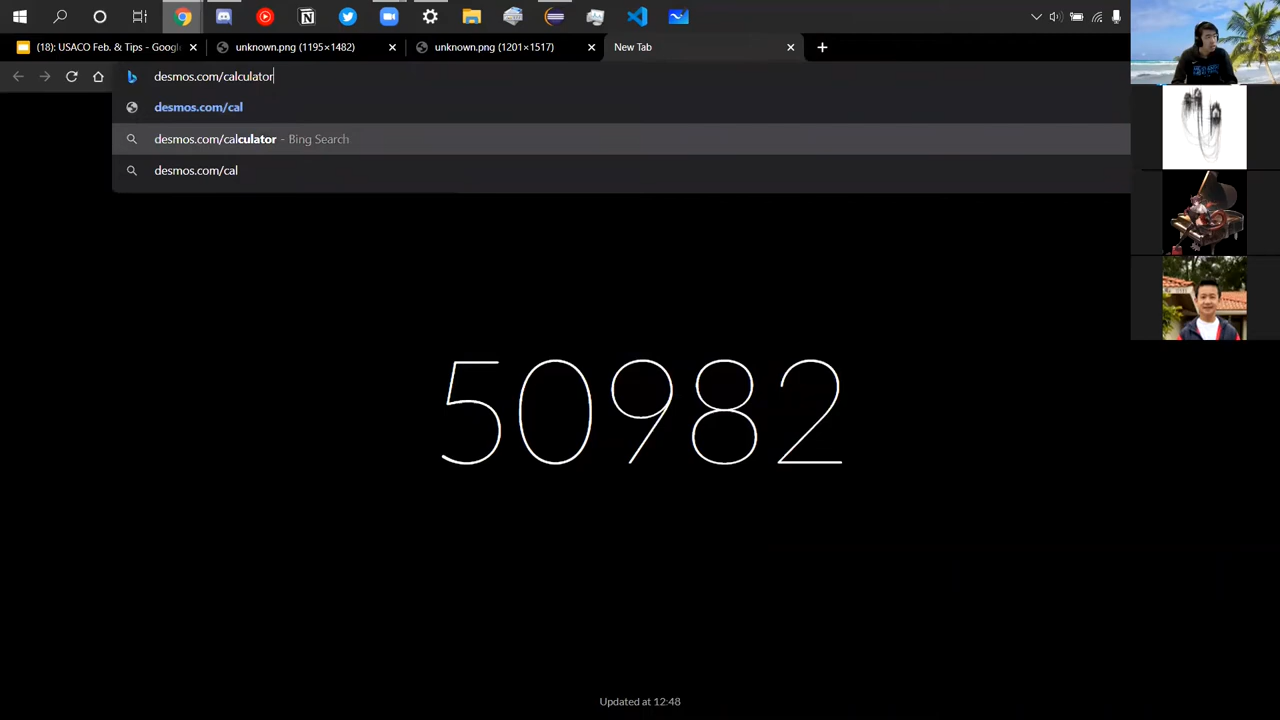 (18): USACO Feb. & Tips - Google
unknown.png (1195×1482)
unknown.png (1201×1517)
New Tab
desmos.com/calculator
desmos.com/cal
desmos.com/calculator - Bing Search
desmos.com/cal
50982
Updated at 12:48